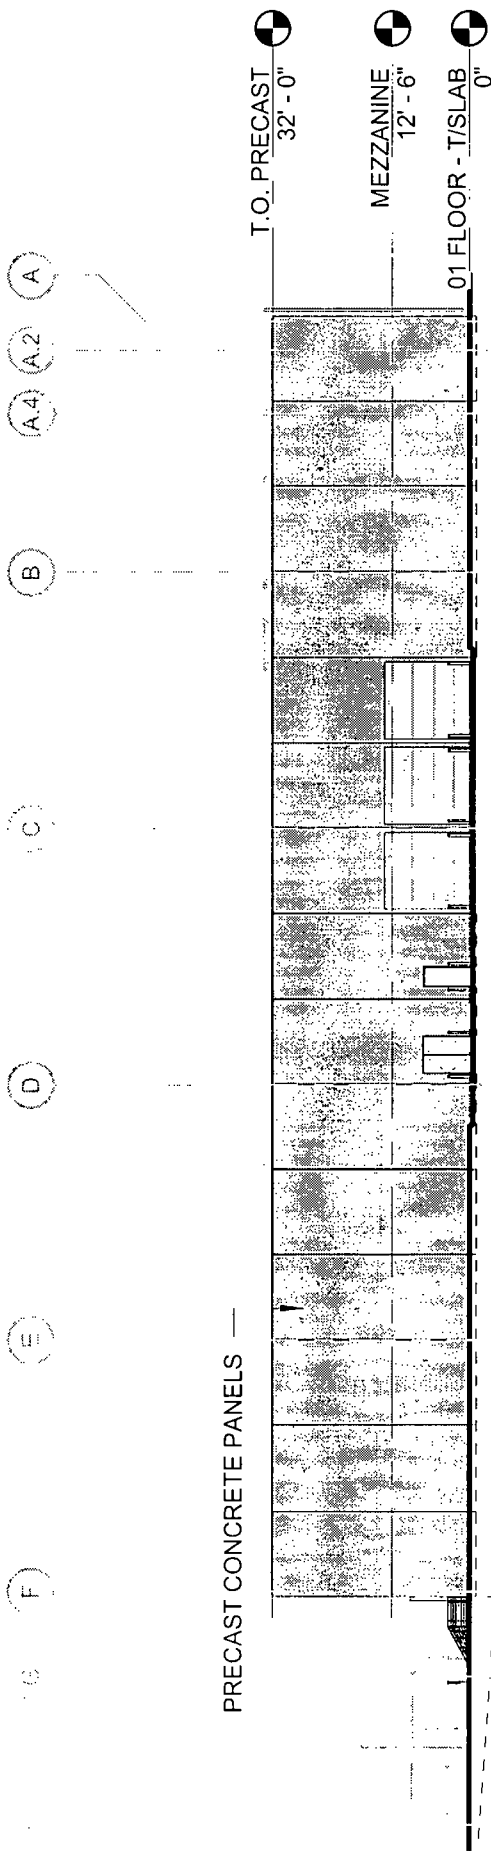 G
F
E
D
C
B
A.4
A.2
A
PRECAST CONCRETE PANELS
T.O. PRECAST
32' - 0"
MEZZANINE
12' - 6"
01 FLOOR - T/SLAB
0"